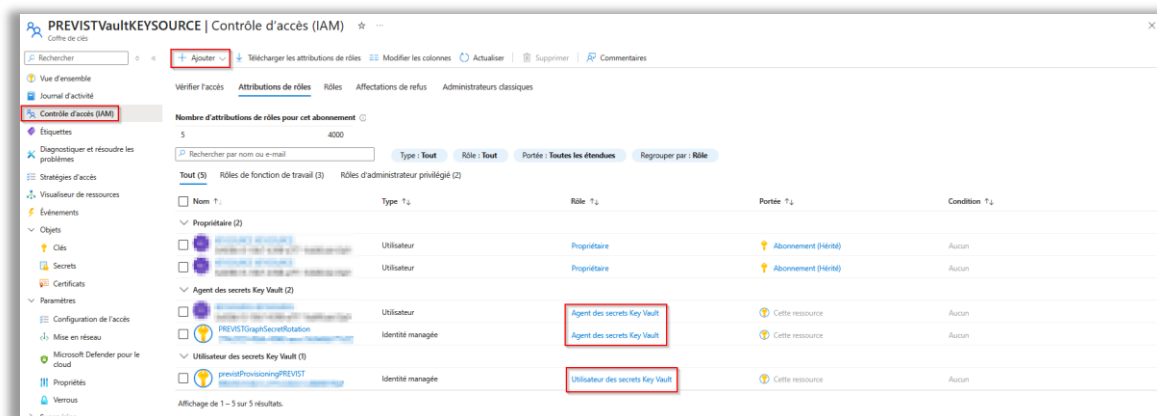 PREVISTVaultKEYSOURCE | Contrôle d'accès (IAM)
Coffre de clés
Rechercher
Ajouter Télécharger les attributions de rôles Modifier les colonnes Actualiser Supprimer Commentaires
Vue d'ensemble
Journal d'activité
Contrôle d'accès (IAM)
Étiquettes
Diagnostiquer et résoudre les problèmes
Stratégies d'accès
Visualiseur de ressources
Événements
Objets
Clés
Secrets
Certificats
Paramètres
Configuration de l'accès
Mise en réseau
Microsoft Defender pour le cloud
Propriétés
Verrous
Vérifier l'accès Attributions de rôles Rôles Affectations de refus Administrateurs classiques
Nombre d'attributions de rôles pour cet abonnement
5 4000
Rechercher par nom ou e-mail Type : Tout Rôle : Tout Portée : Toutes les étendues Regrouper par : Rôle
Tout (5) Rôles de fonction de travail (3) Rôles d'administrateur privilégié (2)
Nom Type Rôle Portée Condition
Propriétaire (2)
Utilisateur Propriétaire Abonnement (Hérité) Aucun
Utilisateur Propriétaire Abonnement (Hérité) Aucun
Agent des secrets Key Vault (2)
Utilisateur Agent des secrets Key Vault Cette ressource Aucun
PREVISTGraphSecretRotation Identité managée Agent des secrets Key Vault Cette ressource Aucun
Utilisateur des secrets Key Vault (1)
previstProvisioningPREVIST Identité managée Utilisateur des secrets Key Vault Cette ressource Aucun
Affichage de 1 – 5 sur 5 résultats.